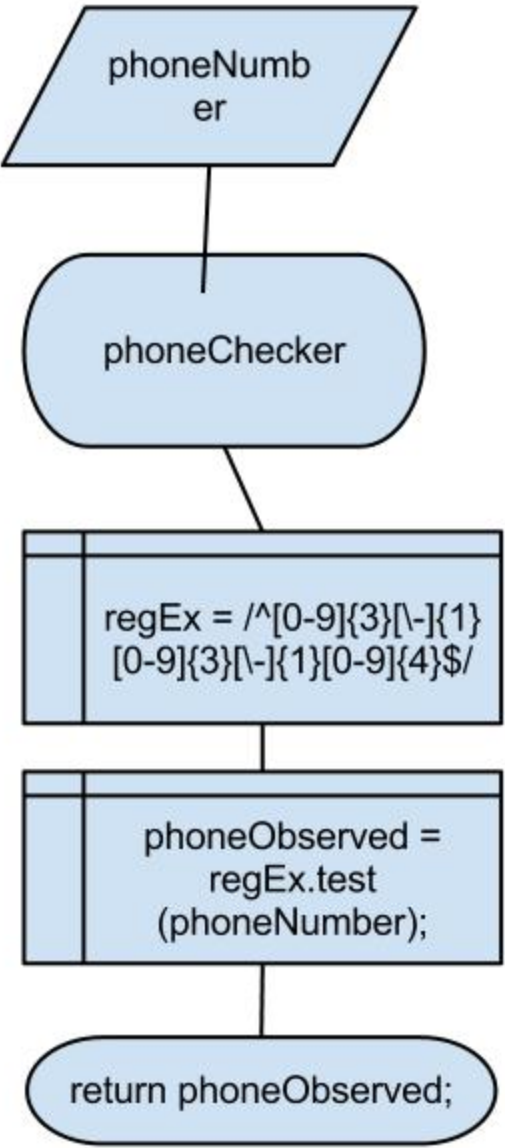 phoneNumb
er
phoneChecker
regEx = /^[0-9]{3}[\-]{1}
[0-9]{3}[\-]{1}[0-9]{4}$/
phoneObserved =
regEx.test
(phoneNumber);
return phoneObserved;